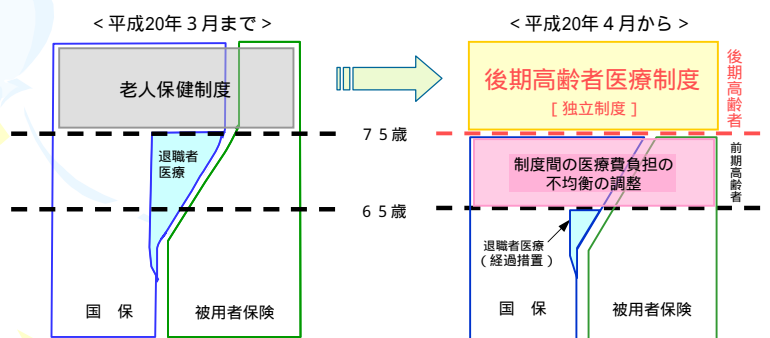 ＜平成20年３月まで＞
老人保健制度
退職者
医療
国　保
被用者保険
７５歳
６５歳
＜平成20年４月から＞
後期高齢者医療制度
［ 独立制度 ］
後期高齢者
制度間の医療費負担の
不均衡の調整
前期高齢者
退職者医療
（経過措置）
国　保
被用者保険